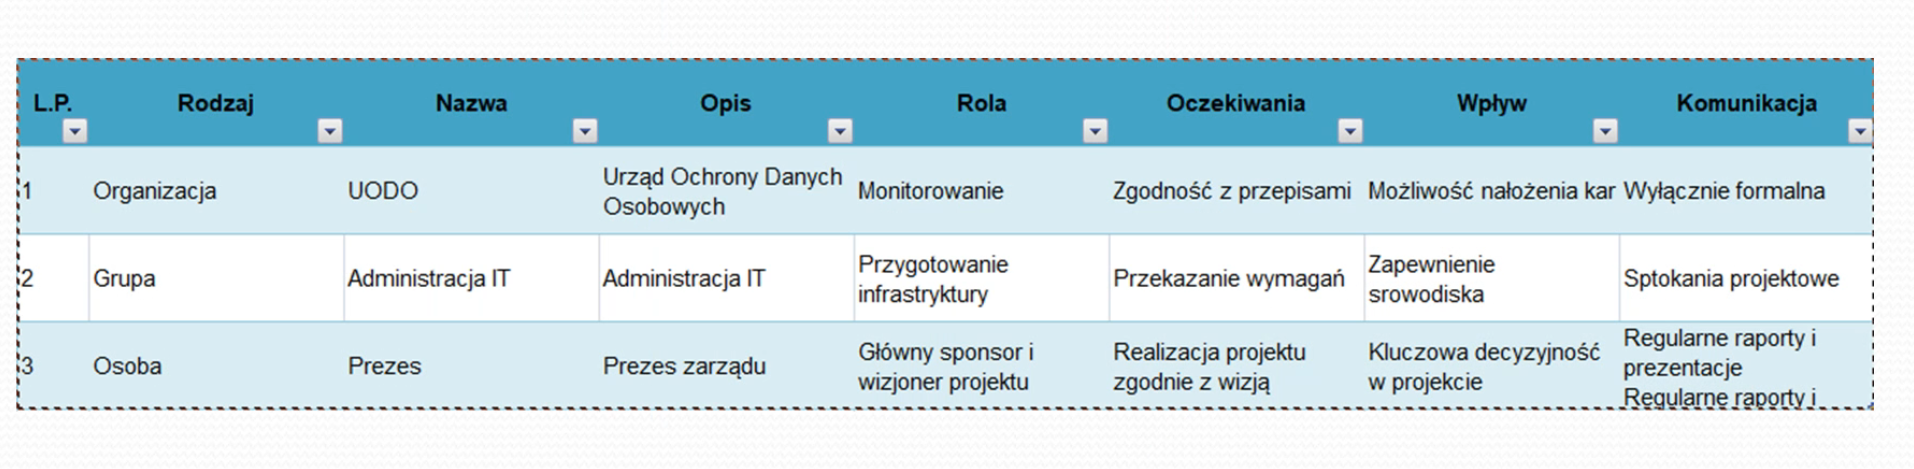 L.P. Rodzaj Nazwa Opis Rola Oczekiwania Wpływ Komunikacja
1 Organizacja UODO Urząd Ochrony Danych Osobowych Monitorowanie Zgodność z przepisami Możliwość nałożenia kar Wyłącznie formalna
2 Grupa Administracja IT Administracja IT Przygotowanie infrastryktury Przekazanie wymagań Zapewnienie srowodiska Sptokania projektowe
3 Osoba Prezes Prezes zarządu Główny sponsor i wizjoner projektu Realizacja projektu zgodnie z wizją Kluczowa decyzyjność w projekcie Regularne raporty i prezentacje Regularne raporty i